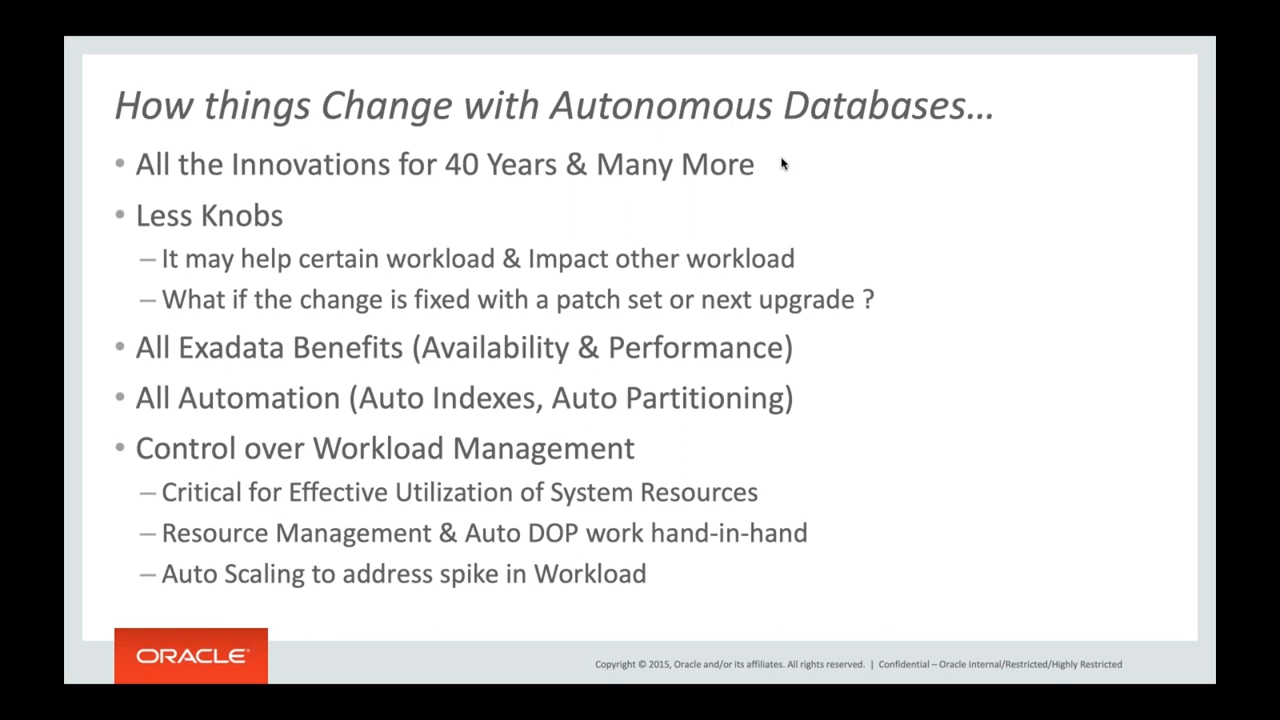 How things Change with Autonomous Databases...
• All the Innovations for 40 Years & Many More
• Less Knobs
– It may help certain workload & Impact other workload
– What if the change is fixed with a patch set or next upgrade ?
• All Exadata Benefits (Availability & Performance)
• All Automation (Auto Indexes, Auto Partitioning)
• Control over Workload Management
– Critical for Effective Utilization of System Resources
– Resource Management & Auto DOP work hand-in-hand
– Auto Scaling to address spike in Workload
ORACLE®
Copyright © 2015, Oracle and/or its affiliates. All rights reserved. | Confidential – Oracle Internal/Restricted/Highly Restricted